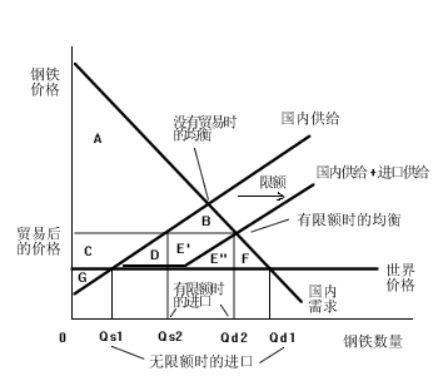 钢铁
价格
没有贸易时
的均衡
国内供给
A
国内供给+进口供给
限额
B
有限额时的均衡
贸易后
的价格
C
D
E'
E"
F
G
世界
价格
有限额时
的进口
国内
需求
0
Qs1
Qs2
Qd2
Qd1
钢铁数量
无限额时的进口